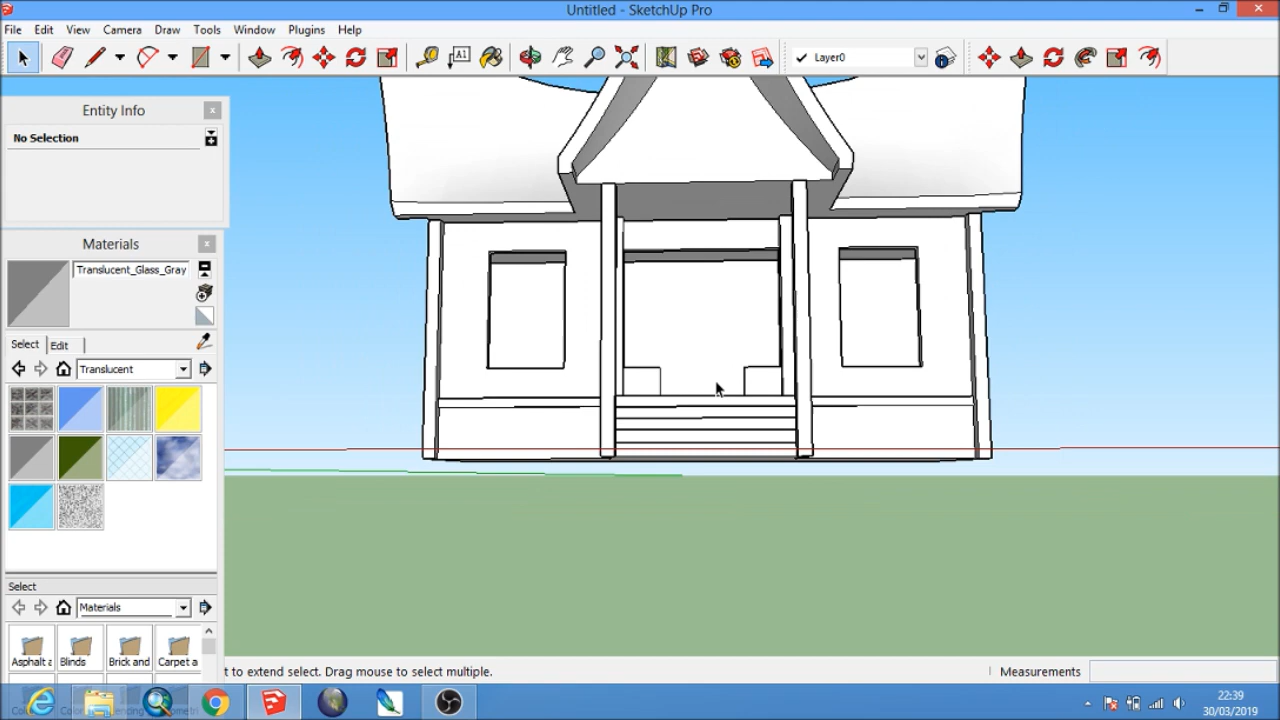 Untitled - SketchUp Pro
File Edit View Camera Draw Tools Window Plugins Help
A1
Layer0
Entity Info
No Selection
Materials
Translucent_Glass_Gray
Select Edit
Translucent
Select
Materials
Asphalt a Blinds Brick and Carpet a
t to extend select. Drag mouse to select multiple.
Measurements
22:39
30/03/2019